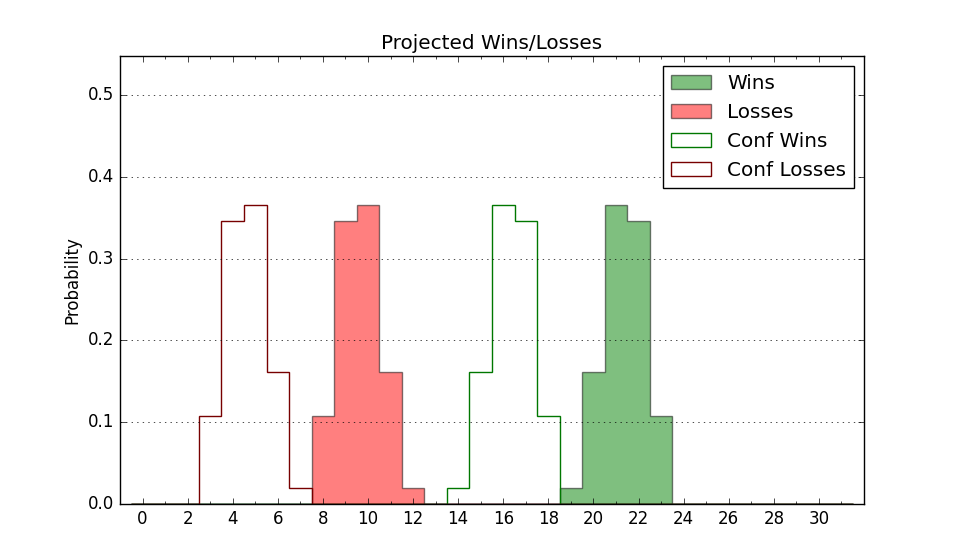 Projected Wins/Losses
Wins
Losses
Conf Wins
Conf Losses
Probability
0.5
0.4
0.3
0.2
0.1
0.0
0 2 4 6 8 10 12 14 16 18 20 22 24 26 28 30